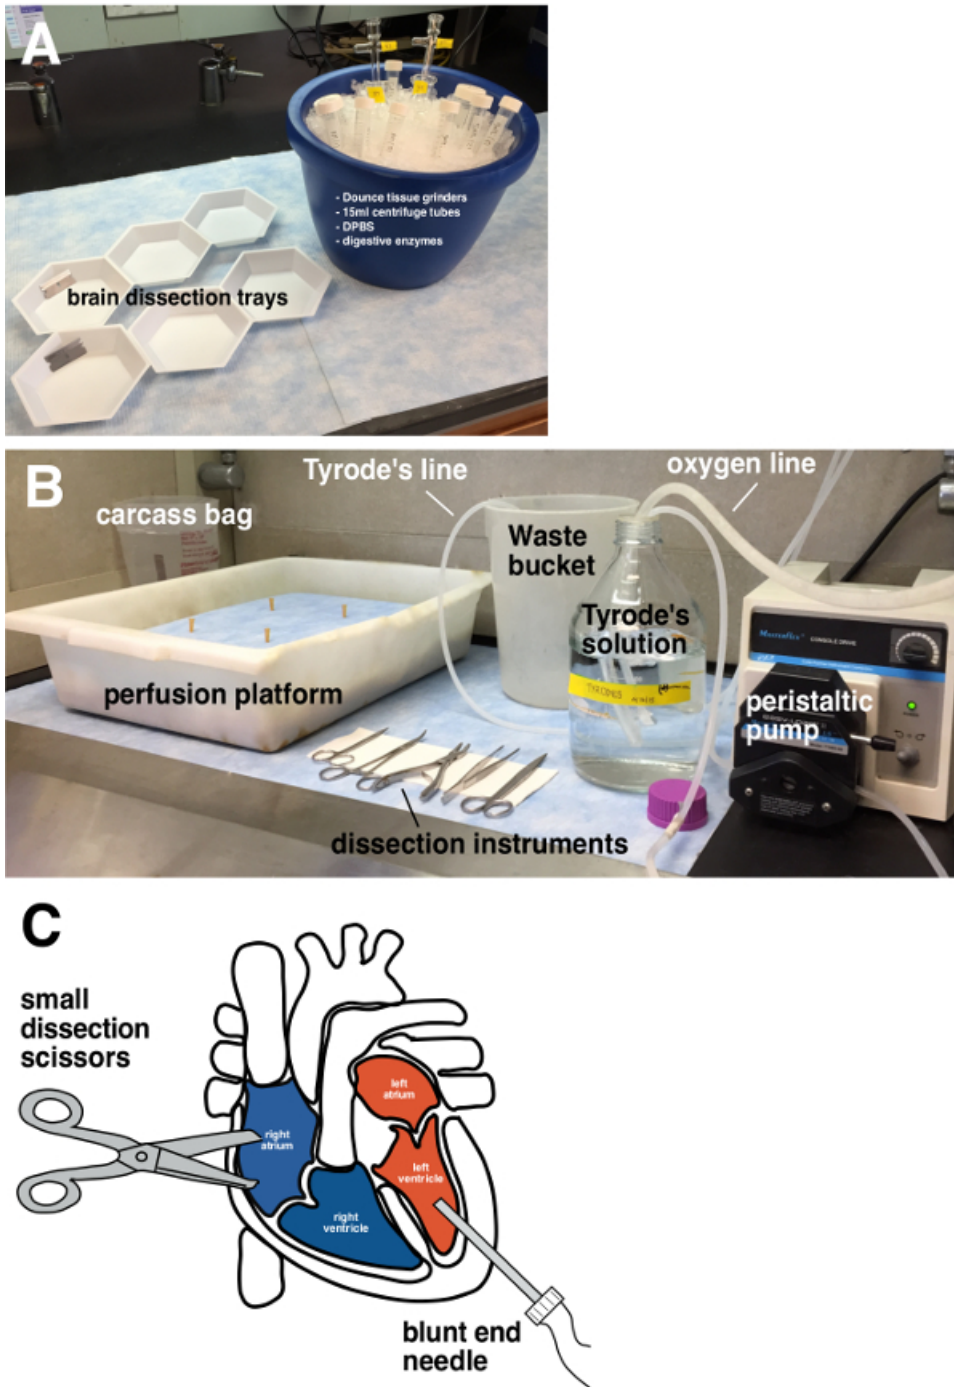 A
- Dounce tissue grinders
- 15ml centrifuge tubes
- DPBS
- digestive enzymes
brain dissection trays
B
Tyrode's line
oxygen line
carcass bag
Waste
bucket
Tyrode's
solution
perfusion platform
peristaltic
pump
CONSOLE DRIVE
dissection instruments
C
small
dissection
scissors
left
atrium
right
atrium
left
ventricle
right
ventricle
blunt end
needle